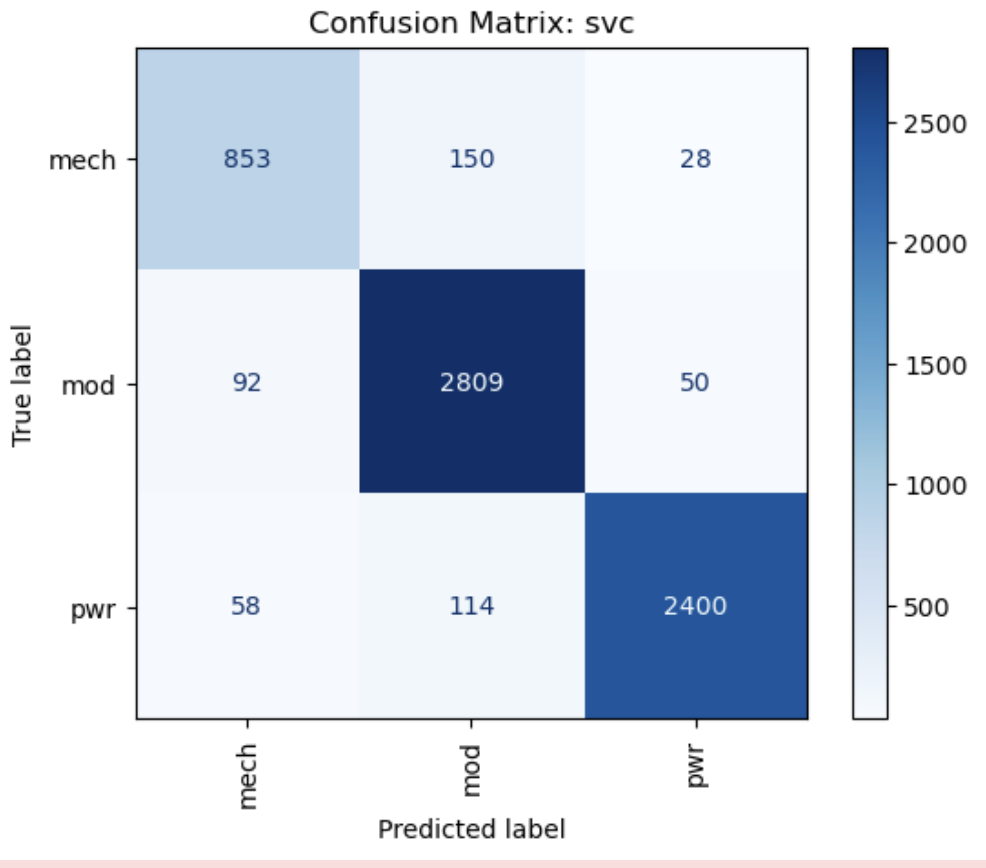 Confusion Matrix: svc
mech 853 150 28
mod 92 2809 50
pwr 58 114 2400
mech mod pwr
Predicted label
True label
2500
2000
1500
1000
500